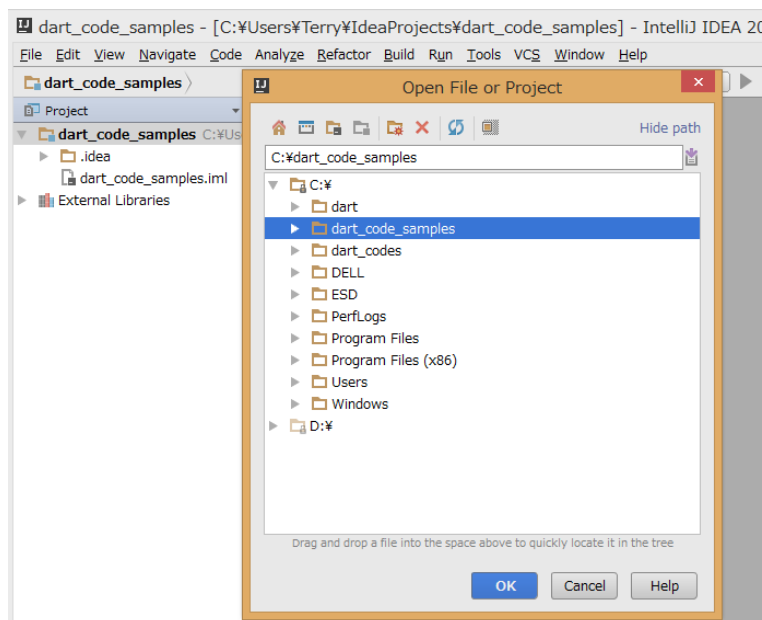 dart_code_samples - [C:¥Users¥Terry¥IdeaProjects¥dart_code_samples] - IntelliJ IDEA 20
File Edit View Navigate Code Analyze Refactor Build Run Tools VCS Window Help
dart_code_samples
Project
dart_code_samples C:¥Us
.idea
dart_code_samples.iml
External Libraries
Open File or Project
Hide path
C:¥dart_code_samples
C:¥
dart
dart_code_samples
dart_codes
DELL
ESD
PerfLogs
Program Files
Program Files (x86)
Users
Windows
D:¥
Drag and drop a file into the space above to quickly locate it in the tree
OK Cancel Help